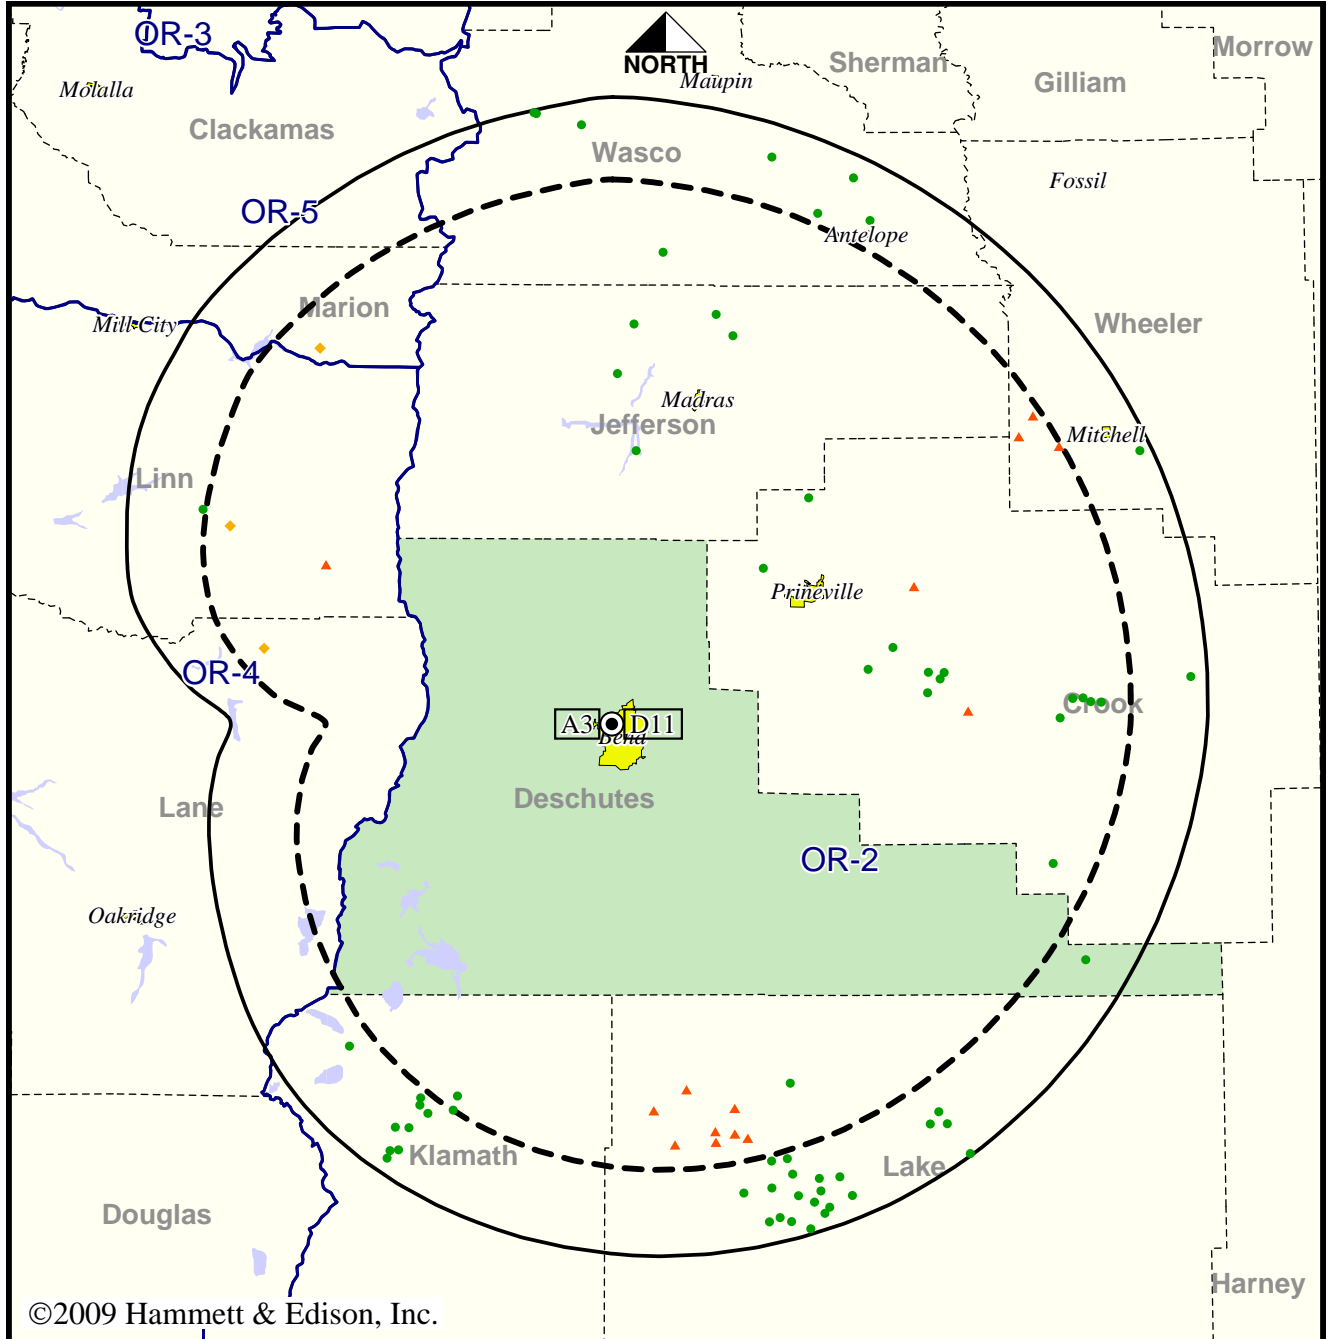 OR-3
Morrow
NORTH
Sherman
Maupin
Gilliam
Molalla
Clackamas
Wasco
Fossil
OR-5
Antelope
Marion
Mill City
Wheeler
Madras
Jefferson
Mitchell
Linn
Prineville
OR-4
Crook
A3
D11
Bend
Deschutes
Lane
OR-2
Oakridge
Klamath
Lake
Douglas
Harney
©2009 Hammett & Edison, Inc.